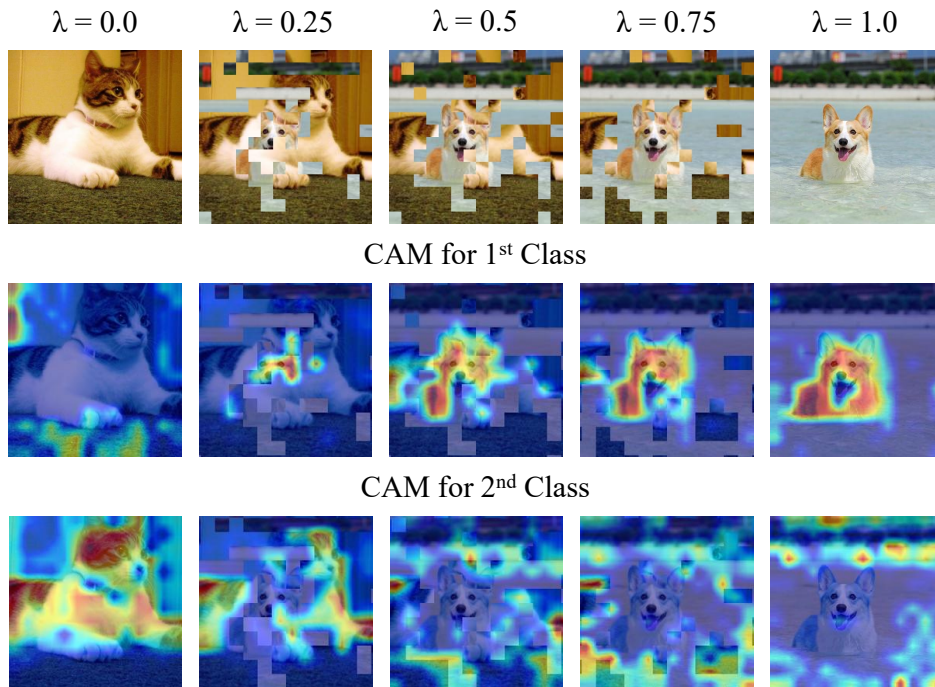 λ = 0.0 λ = 0.25 λ = 0.5 λ = 0.75 λ = 1.0
CAM for 1st Class
CAM for 2nd Class